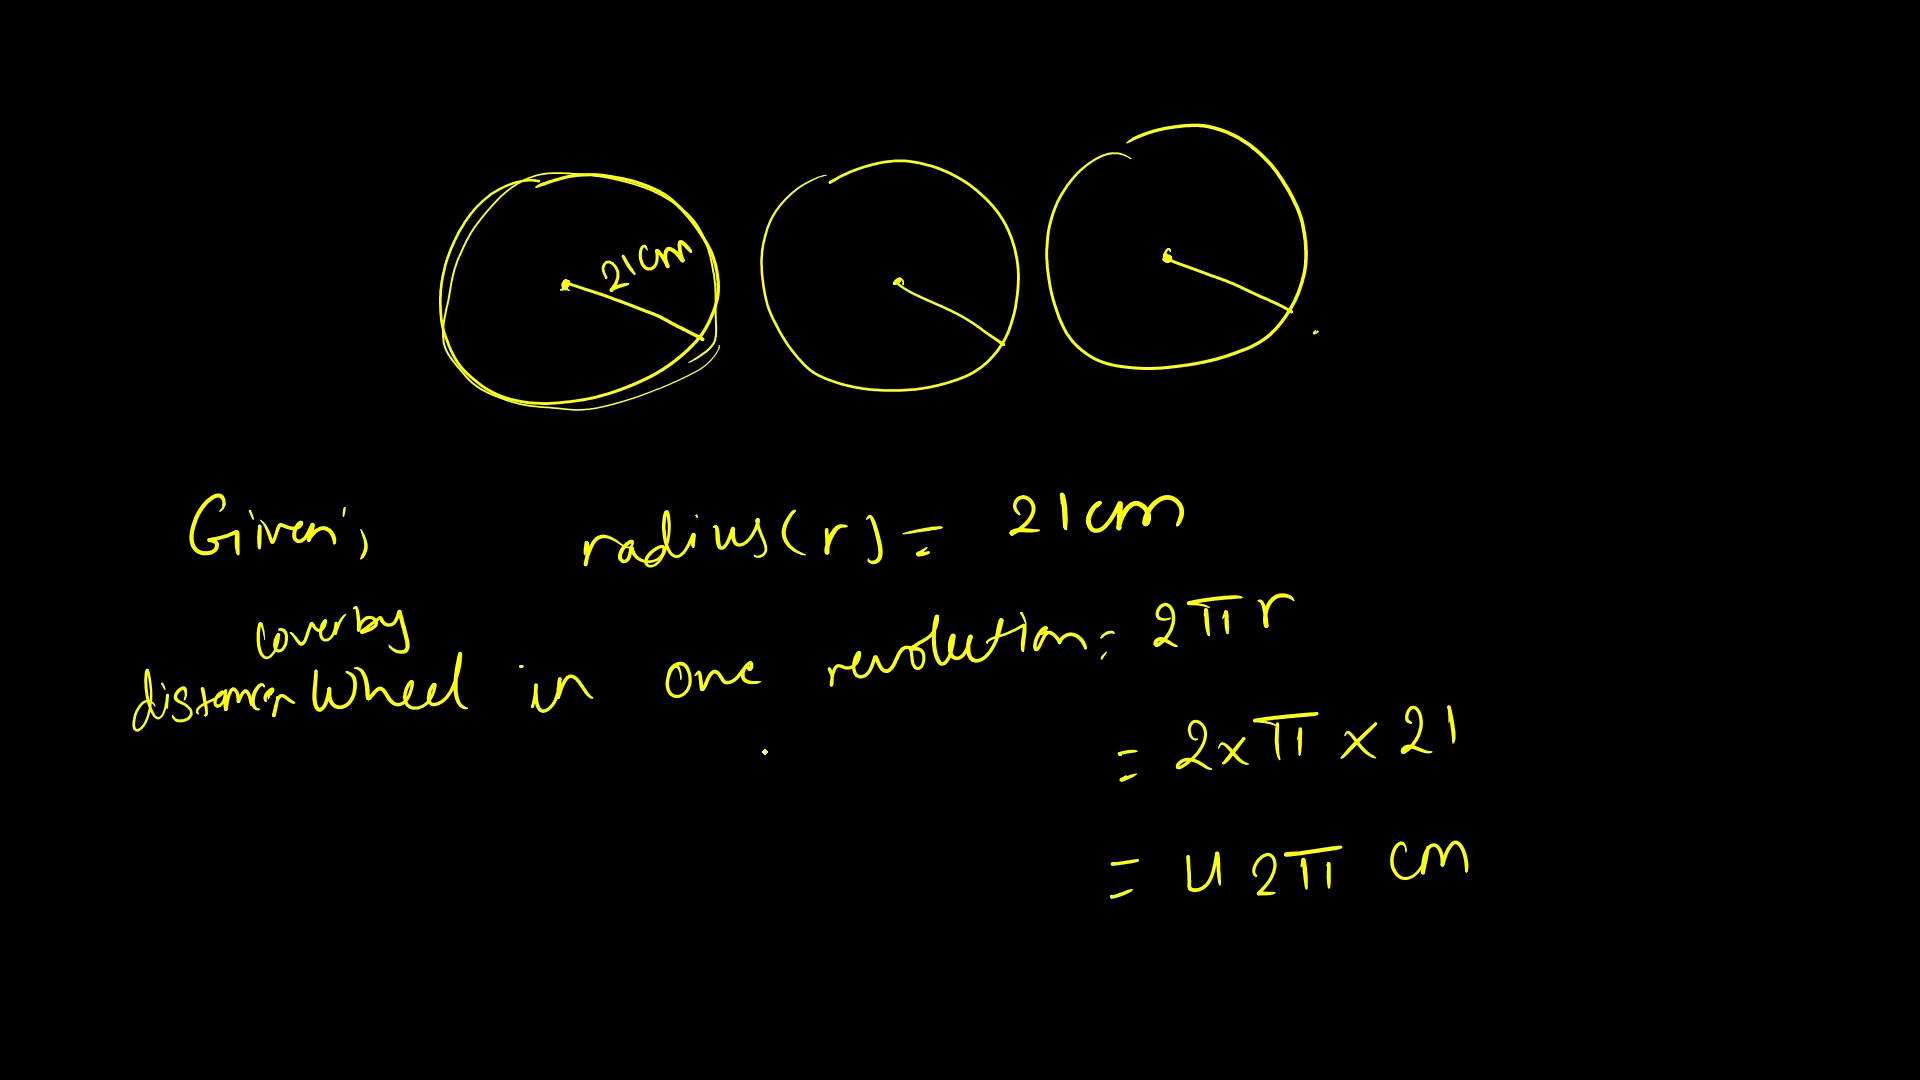 21cm
Given, radius(r) = 21cm
cover by
distance wheel in one revolution = 2πr
= 2×π×21
= 42π cm